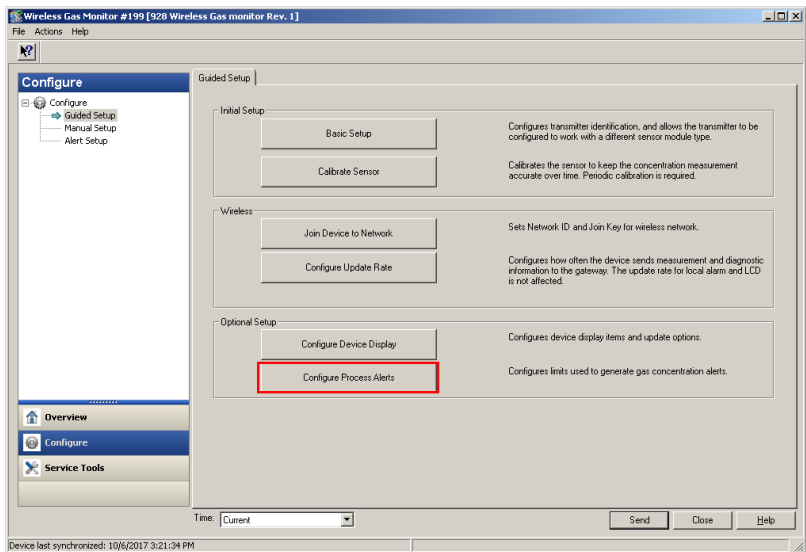 Wireless Gas Monitor #199 [928 Wireless Gas monitor Rev. 1]
File Actions Help
Configure
Configure
Guided Setup
Manual Setup
Alert Setup
Overview
Configure
Service Tools
Guided Setup
Initial Setup
Basic Setup
Configures transmitter identification, and allows the transmitter to be
configured to work with a different sensor module type.
Calibrate Sensor
Calibrates the sensor to keep the concentration measurement
accurate over time. Periodic calibration is required.
Wireless
Join Device to Network
Sets Network ID and Join Key for wireless network.
Configure Update Rate
Configures how often the device sends measurement and diagnostic
information to the gateway. The update rate for local alarm and LCD
is not affected.
Optional Setup
Configure Device Display
Configures device display items and update options.
Configure Process Alerts
Configures limits used to generate gas concentration alerts.
Time: Current
Send Close Help
Device last synchronized: 10/6/2017 3:21:34 PM